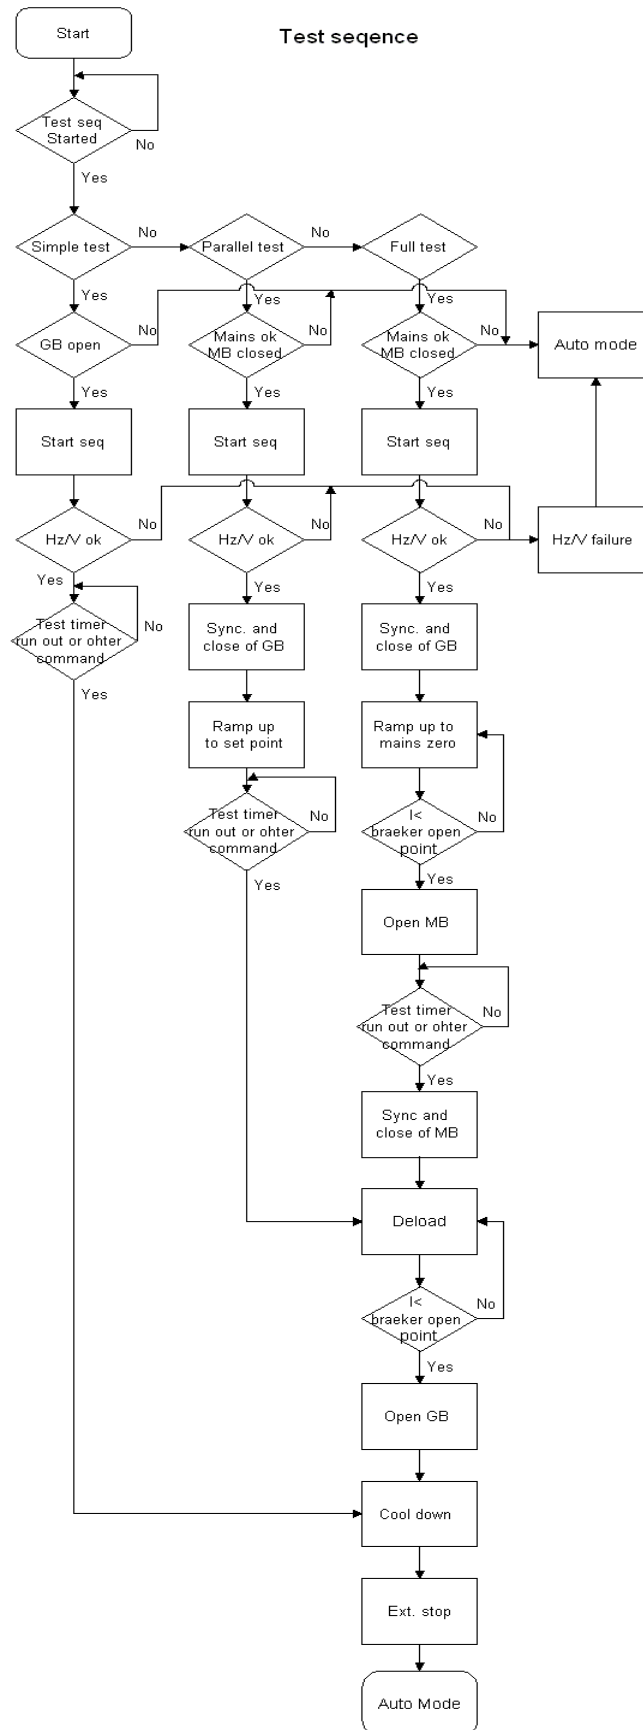 Start
Test seqence
Test seq
Started
No
Yes
Simple test
No
Parallel test
No
Full test
Yes
Yes
Yes
GB open
No
Mains ok
MB closed
No
Mains ok
MB closed
No
Auto mode
Yes
Yes
Yes
Start seq
Start seq
Start seq
Hz/V ok
No
Hz/V ok
No
Hz/V ok
No
Hz/V failure
Yes
Yes
Yes
Test timer
run out or ohter
command
No
Yes
Sync. and
close of GB
Sync. and
close of GB
Ramp up
to set point
Ramp up to
mains zero
Test timer
run out or ohter
command
No
Yes
I<
braeker open
point
No
Yes
Open MB
Test timer
run out or ohter
command
No
Yes
Sync and
close of MB
Deload
I<
braeker open
point
No
Yes
Open GB
Cool down
Ext. stop
Auto Mode